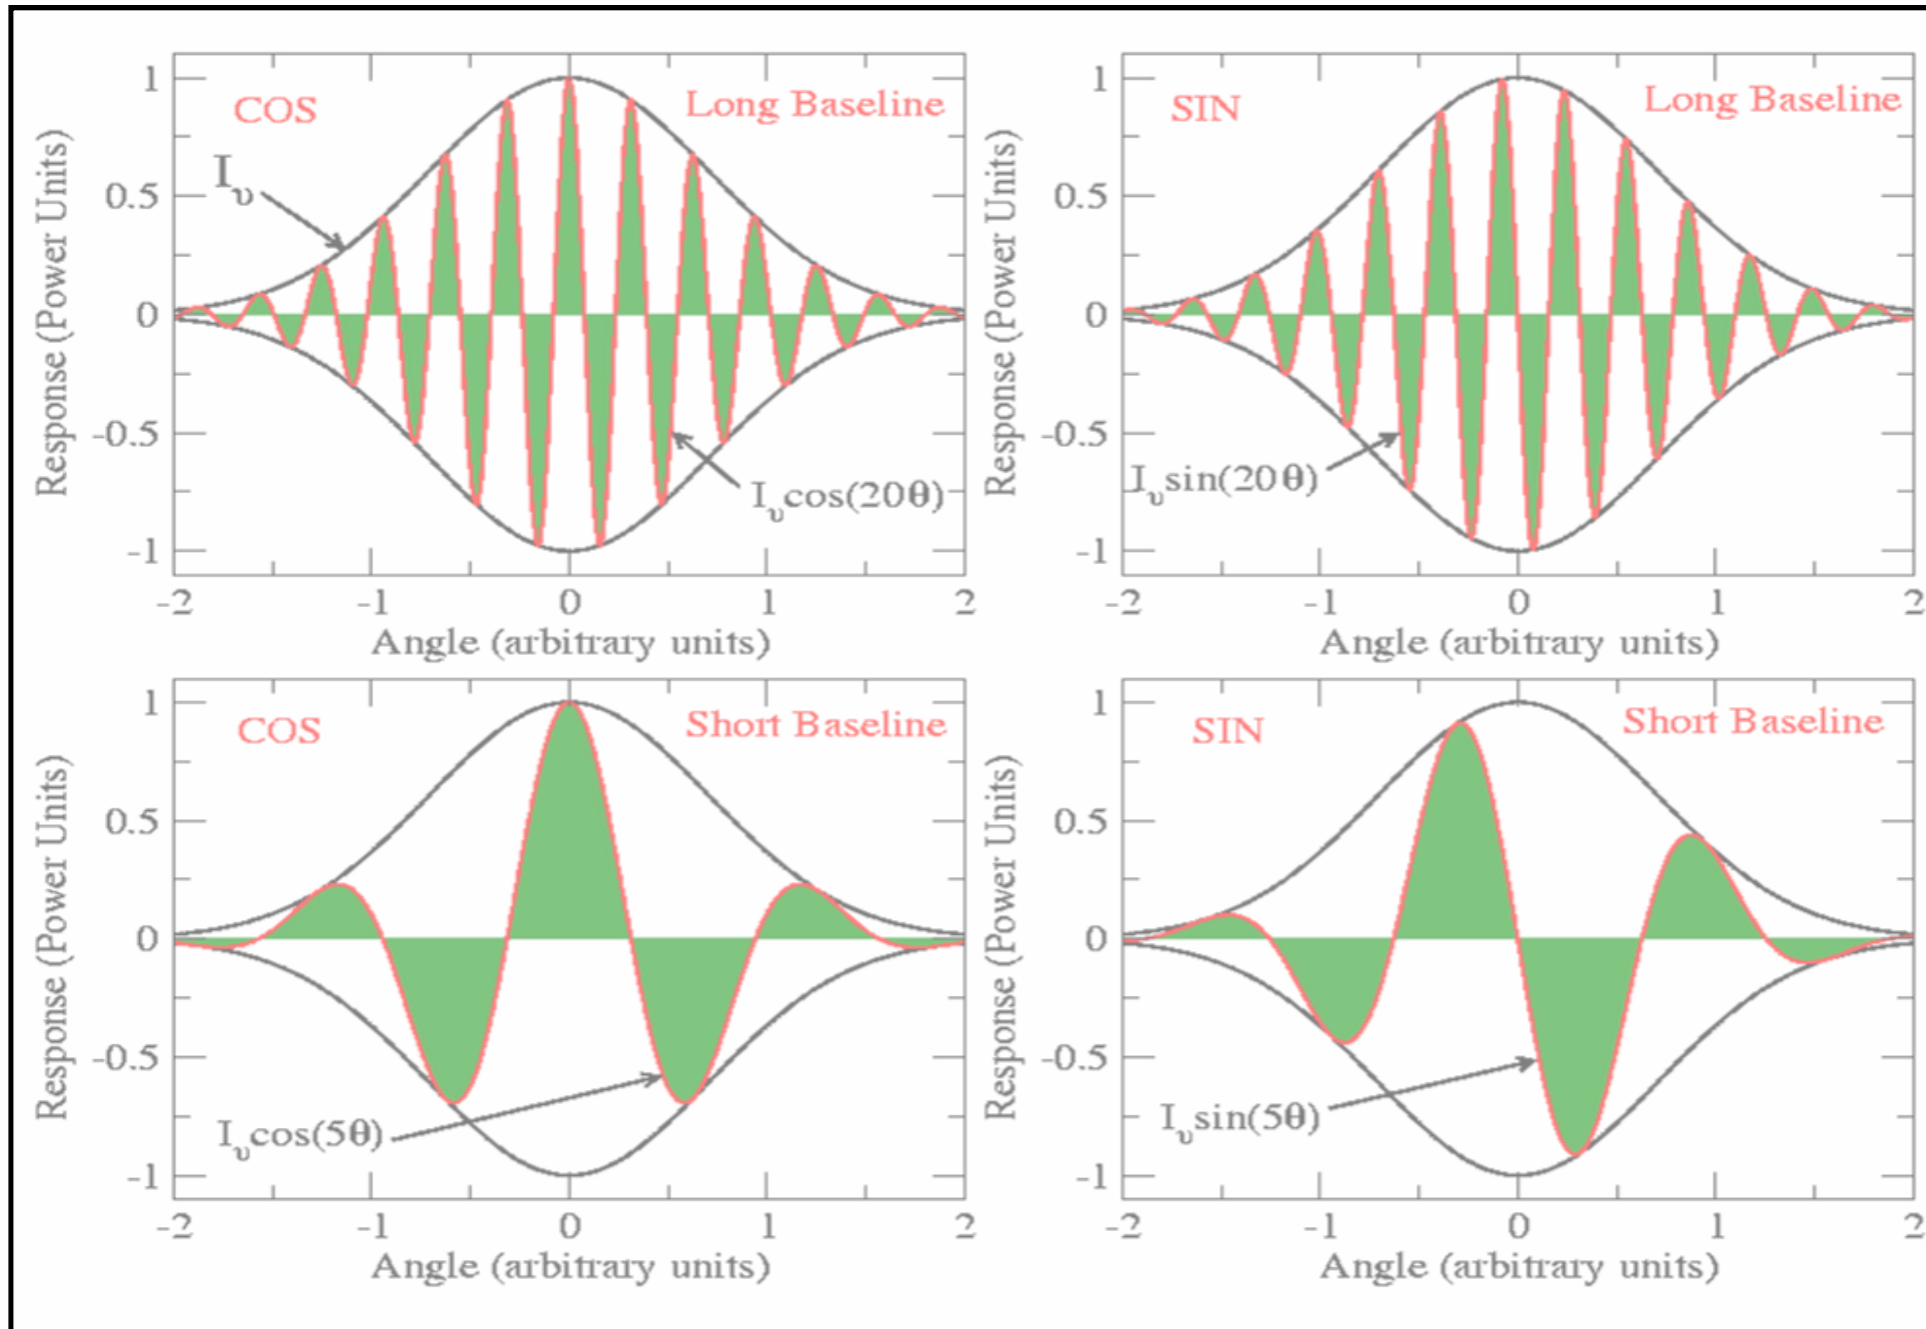 COS
Long Baseline
Iυ
Iυcos(20θ)
Response (Power Units)
1
0.5
0
-0.5
-1
-2 -1 0 1 2
Angle (arbitrary units)
SIN
Long Baseline
Iυsin(20θ)
Response (Power Units)
1
0.5
0
-0.5
-1
-2 -1 0 1 2
Angle (arbitrary units)
COS
Short Baseline
Iυcos(5θ)
Response (Power Units)
1
0.5
0
-0.5
-1
-2 -1 0 1 2
Angle (arbitrary units)
SIN
Short Baseline
Iυsin(5θ)
Response (Power Units)
1
0.5
0
-0.5
-1
-2 -1 0 1 2
Angle (arbitrary units)